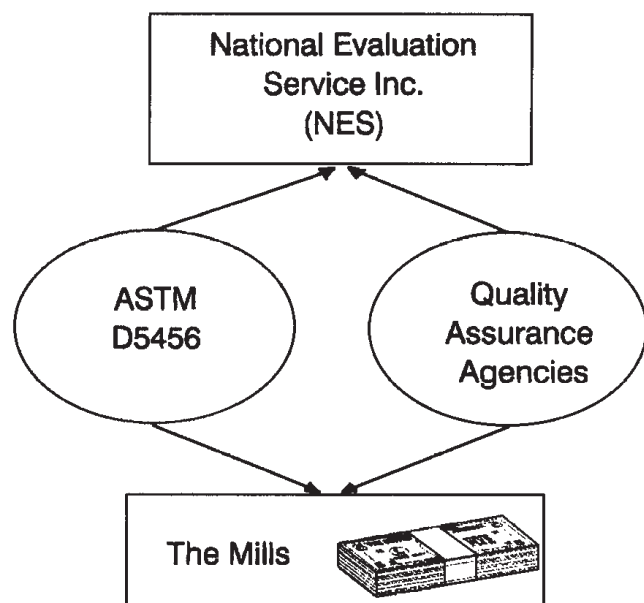 National Evaluation
Service Inc.
(NES)
ASTM
D5456
Quality
Assurance
Agencies
The Mills